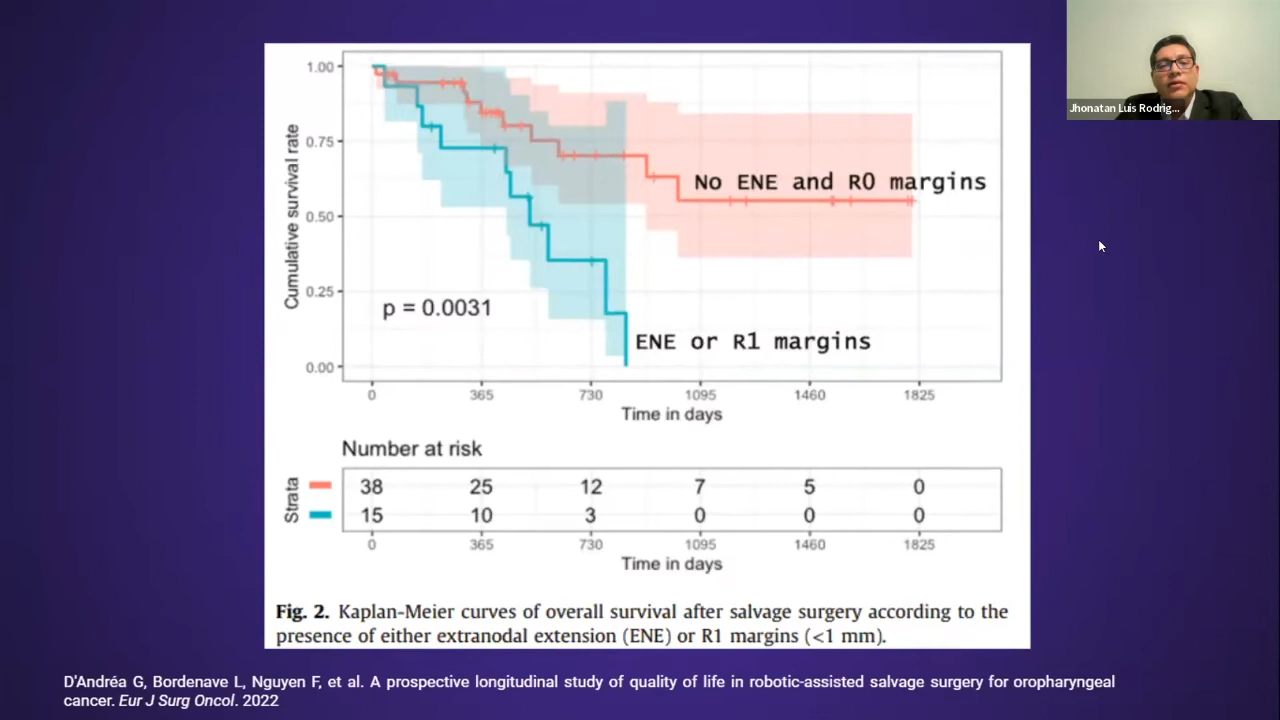 Jhonatan Luis Rodrig...
1.00
0.75
0.50
0.25
0.00
Cumulative survival rate
No ENE and R0 margins
p = 0.0031
ENE or R1 margins
0 365 730 1095 1460 1825
Time in days
Number at risk
Strata
38 25 12 7 5 0
15 10 3 0 0 0
0 365 730 1095 1460 1825
Time in days
Fig. 2. Kaplan-Meier curves of overall survival after salvage surgery according to the
presence of either extranodal extension (ENE) or R1 margins (<1 mm).
D'Andréa G, Bordenave L, Nguyen F, et al. A prospective longitudinal study of quality of life in robotic-assisted salvage surgery for oropharyngeal
cancer. Eur J Surg Oncol. 2022